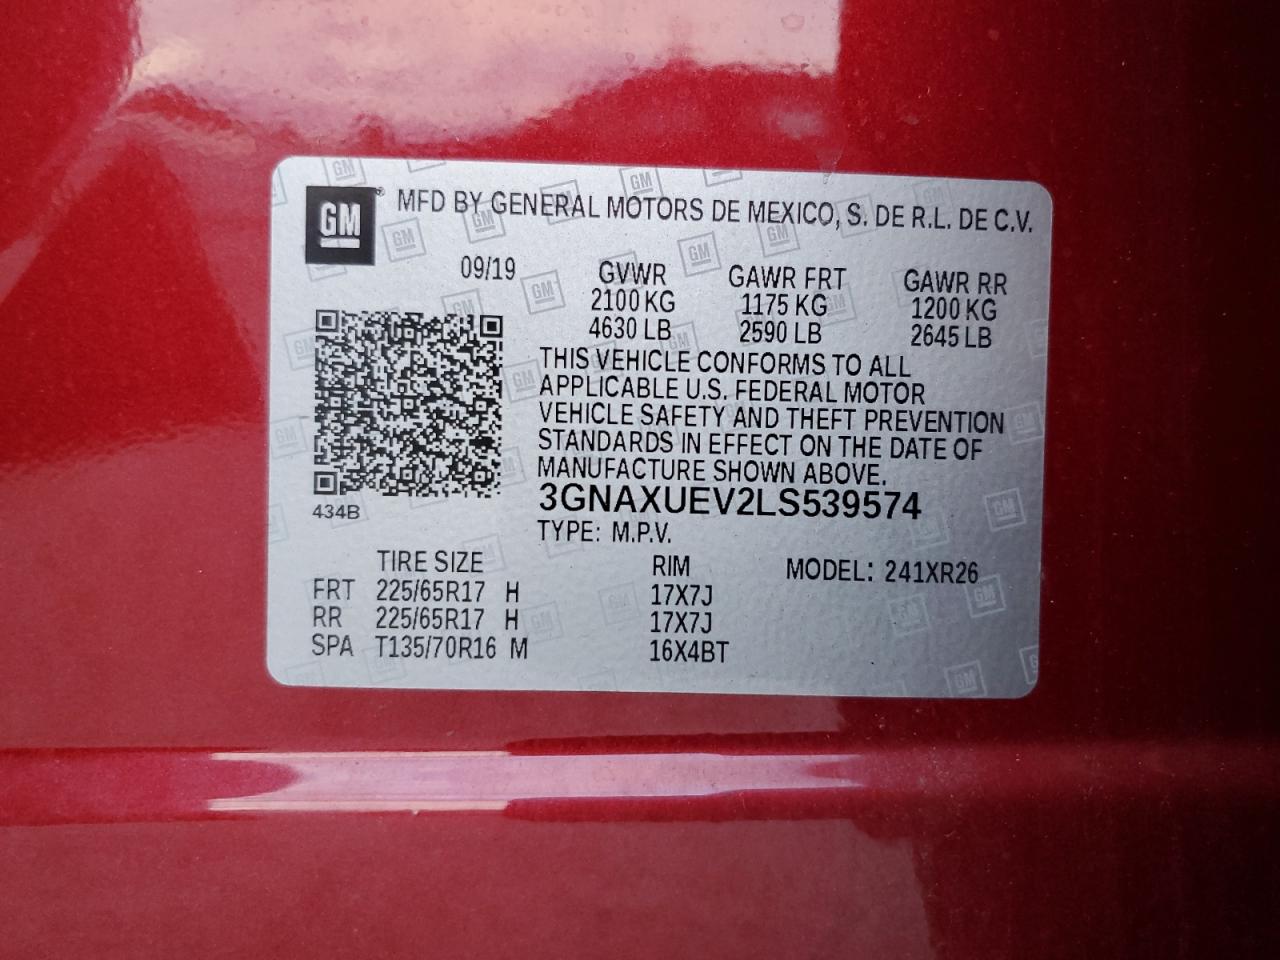 GM ® MFD BY GENERAL MOTORS DE MEXICO, S. DE R.L. DE C.V.
09/19 GVWR GAWR FRT GAWR RR
2100 KG 1175 KG 1200 KG
4630 LB 2590 LB 2645 LB
THIS VEHICLE CONFORMS TO ALL
APPLICABLE U.S. FEDERAL MOTOR
VEHICLE SAFETY AND THEFT PREVENTION
STANDARDS IN EFFECT ON THE DATE OF
MANUFACTURE SHOWN ABOVE.
3GNAXUEV2LS539574
434B
TYPE: M.P.V.
TIRE SIZE RIM MODEL: 241XR26
FRT 225/65R17 H 17X7J
RR 225/65R17 H 17X7J
SPA T135/70R16 M 16X4BT